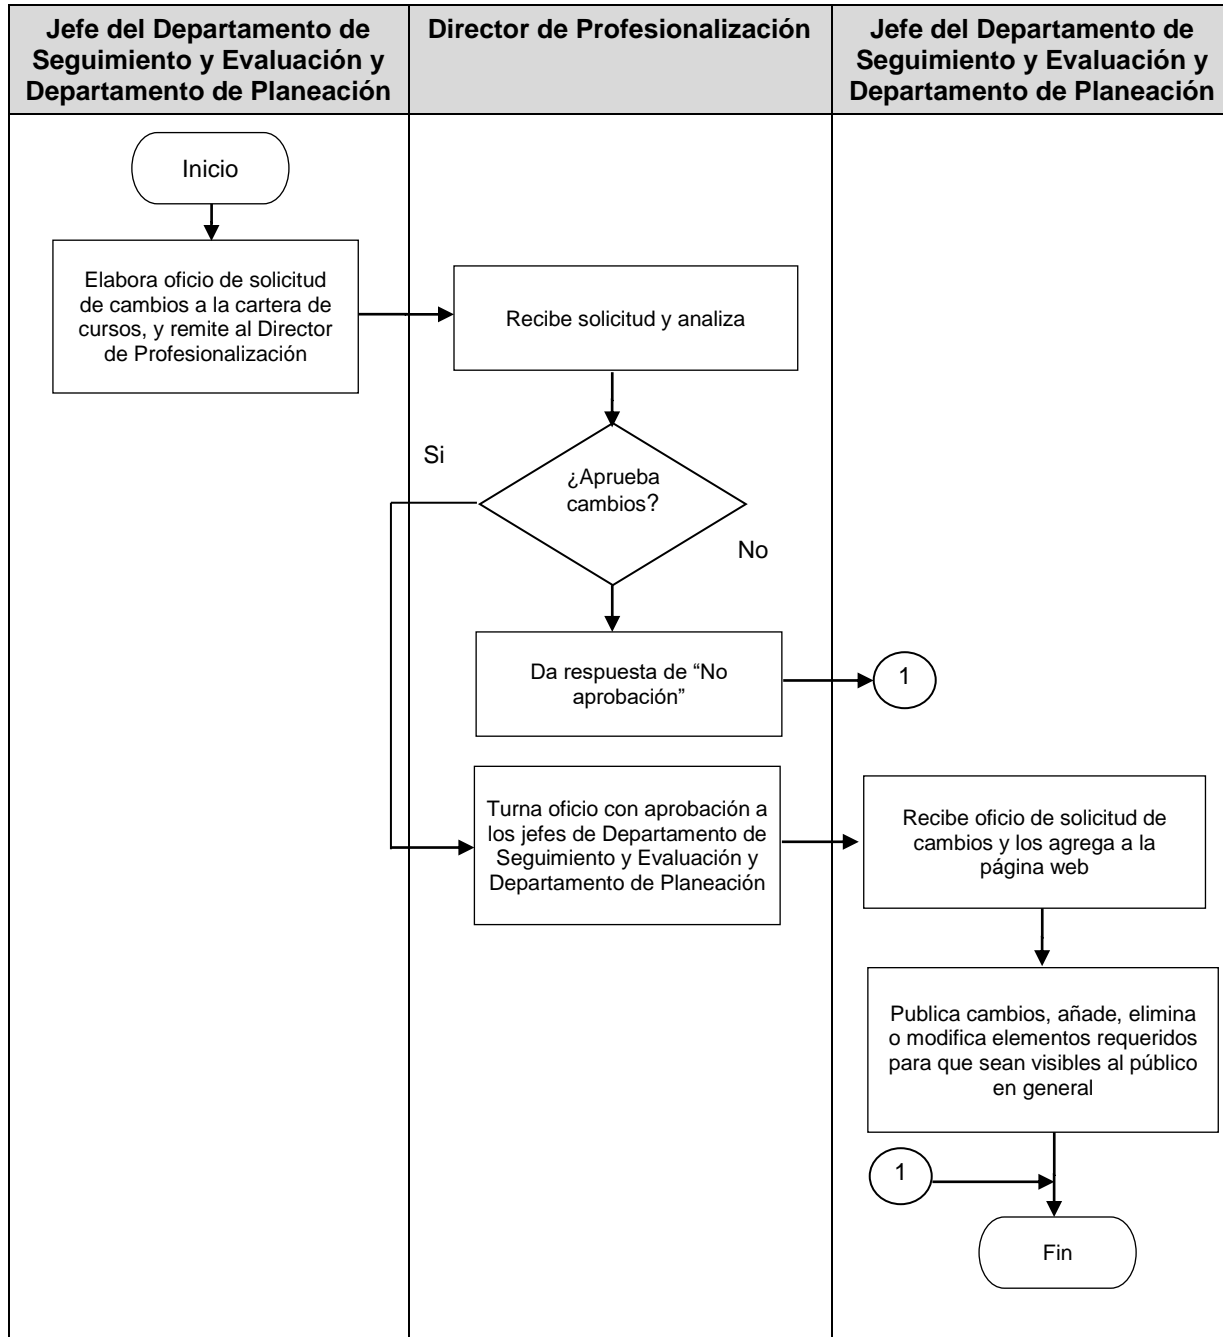 Jefe del Departamento de
Seguimiento y Evaluación y
Departamento de Planeación
Director de Profesionalización
Jefe del Departamento de
Seguimiento y Evaluación y
Departamento de Planeación
Inicio
Elabora oficio de solicitud
de cambios a la cartera de
cursos, y remite al Director
de Profesionalización
Recibe solicitud y analiza
Si
¿Aprueba
cambios?
No
Da respuesta de “No
aprobación”
1
Turna oficio con aprobación a
los jefes de Departamento de
Seguimiento y Evaluación y
Departamento de Planeación
Recibe oficio de solicitud de
cambios y los agrega a la
página web
Publica cambios, añade, elimina
o modifica elementos requeridos
para que sean visibles al público
en general
1
Fin